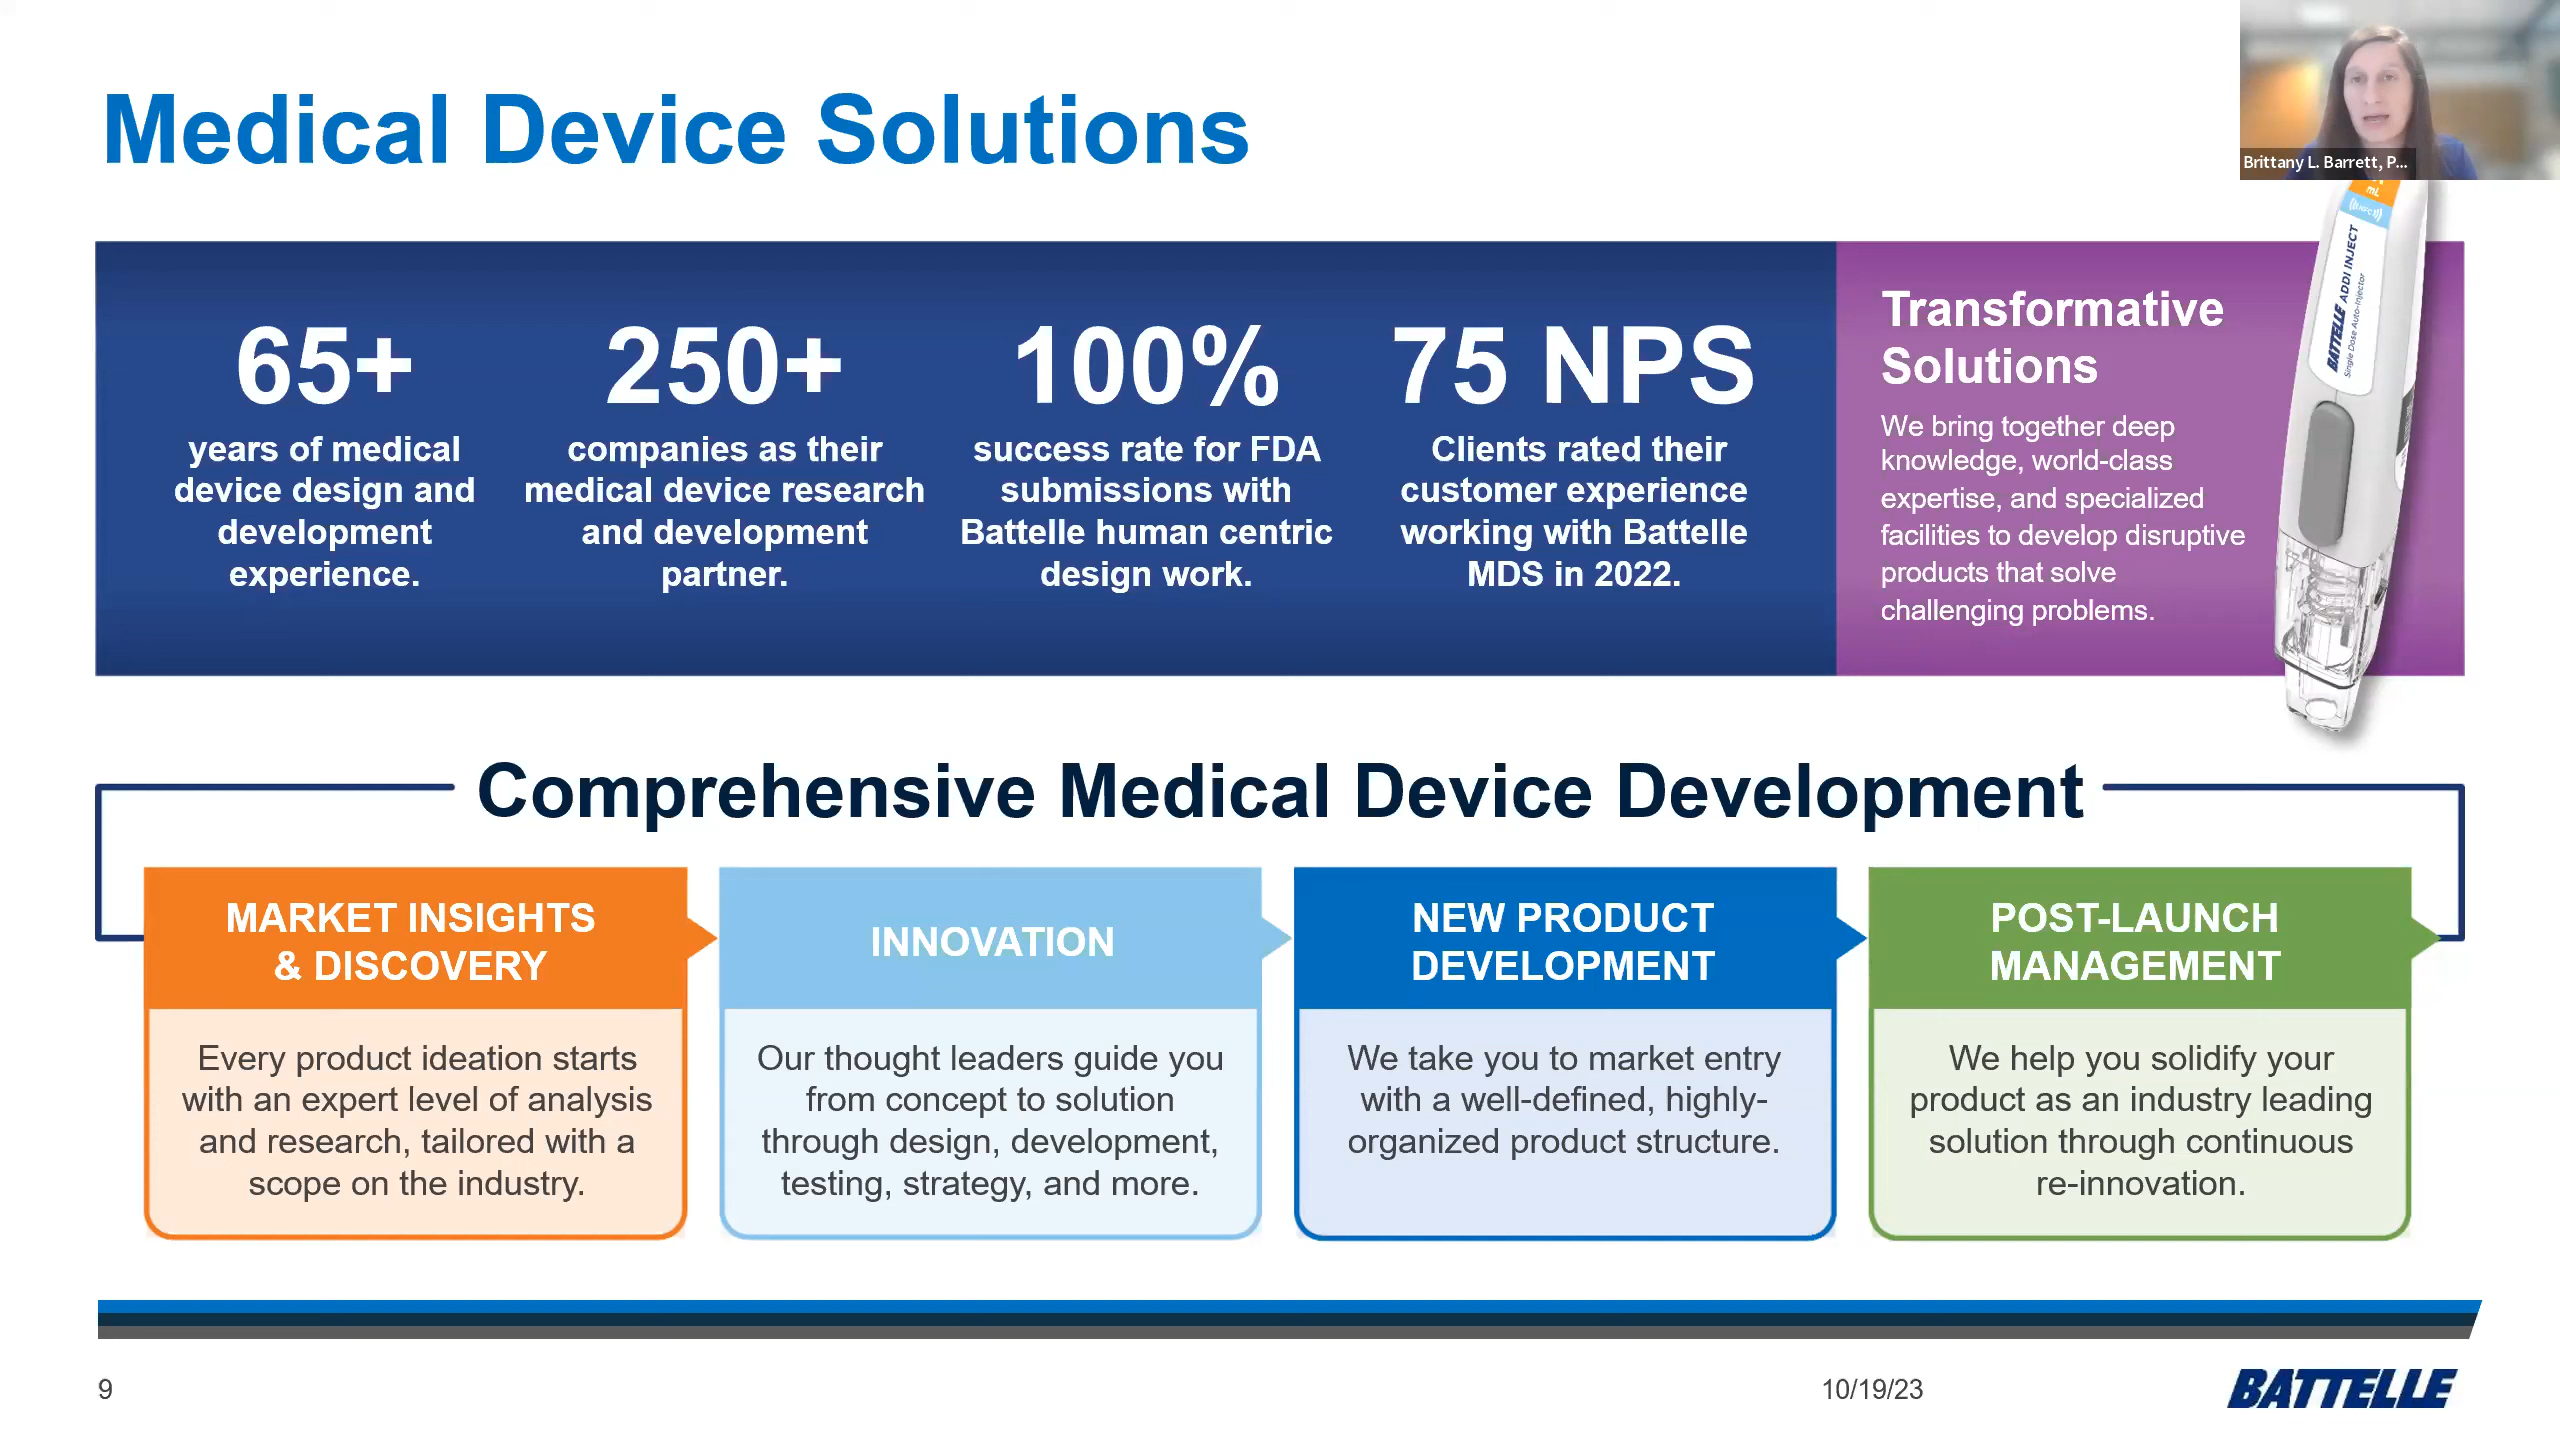 Medical Device Solutions
Brittany L. Barrett, P...
65+
years of medical
device design and
development
experience.
250+
companies as their
medical device research
and development
partner.
100%
success rate for FDA
submissions with
Battelle human centric
design work.
75 NPS
Clients rated their
customer experience
working with Battelle
MDS in 2022.
Transformative
Solutions
We bring together deep
knowledge, world-class
expertise, and specialized
facilities to develop disruptive
products that solve
challenging problems.
mL
BATTELLE ADDI INJECT
Single Dose Auto-Injector
Comprehensive Medical Device Development
MARKET INSIGHTS
& DISCOVERY
Every product ideation starts
with an expert level of analysis
and research, tailored with a
scope on the industry.
INNOVATION
Our thought leaders guide you
from concept to solution
through design, development,
testing, strategy, and more.
NEW PRODUCT
DEVELOPMENT
We take you to market entry
with a well-defined, highly-
organized product structure.
POST-LAUNCH
MANAGEMENT
We help you solidify your
product as an industry leading
solution through continuous
re-innovation.
9
10/19/23
BATTELLE